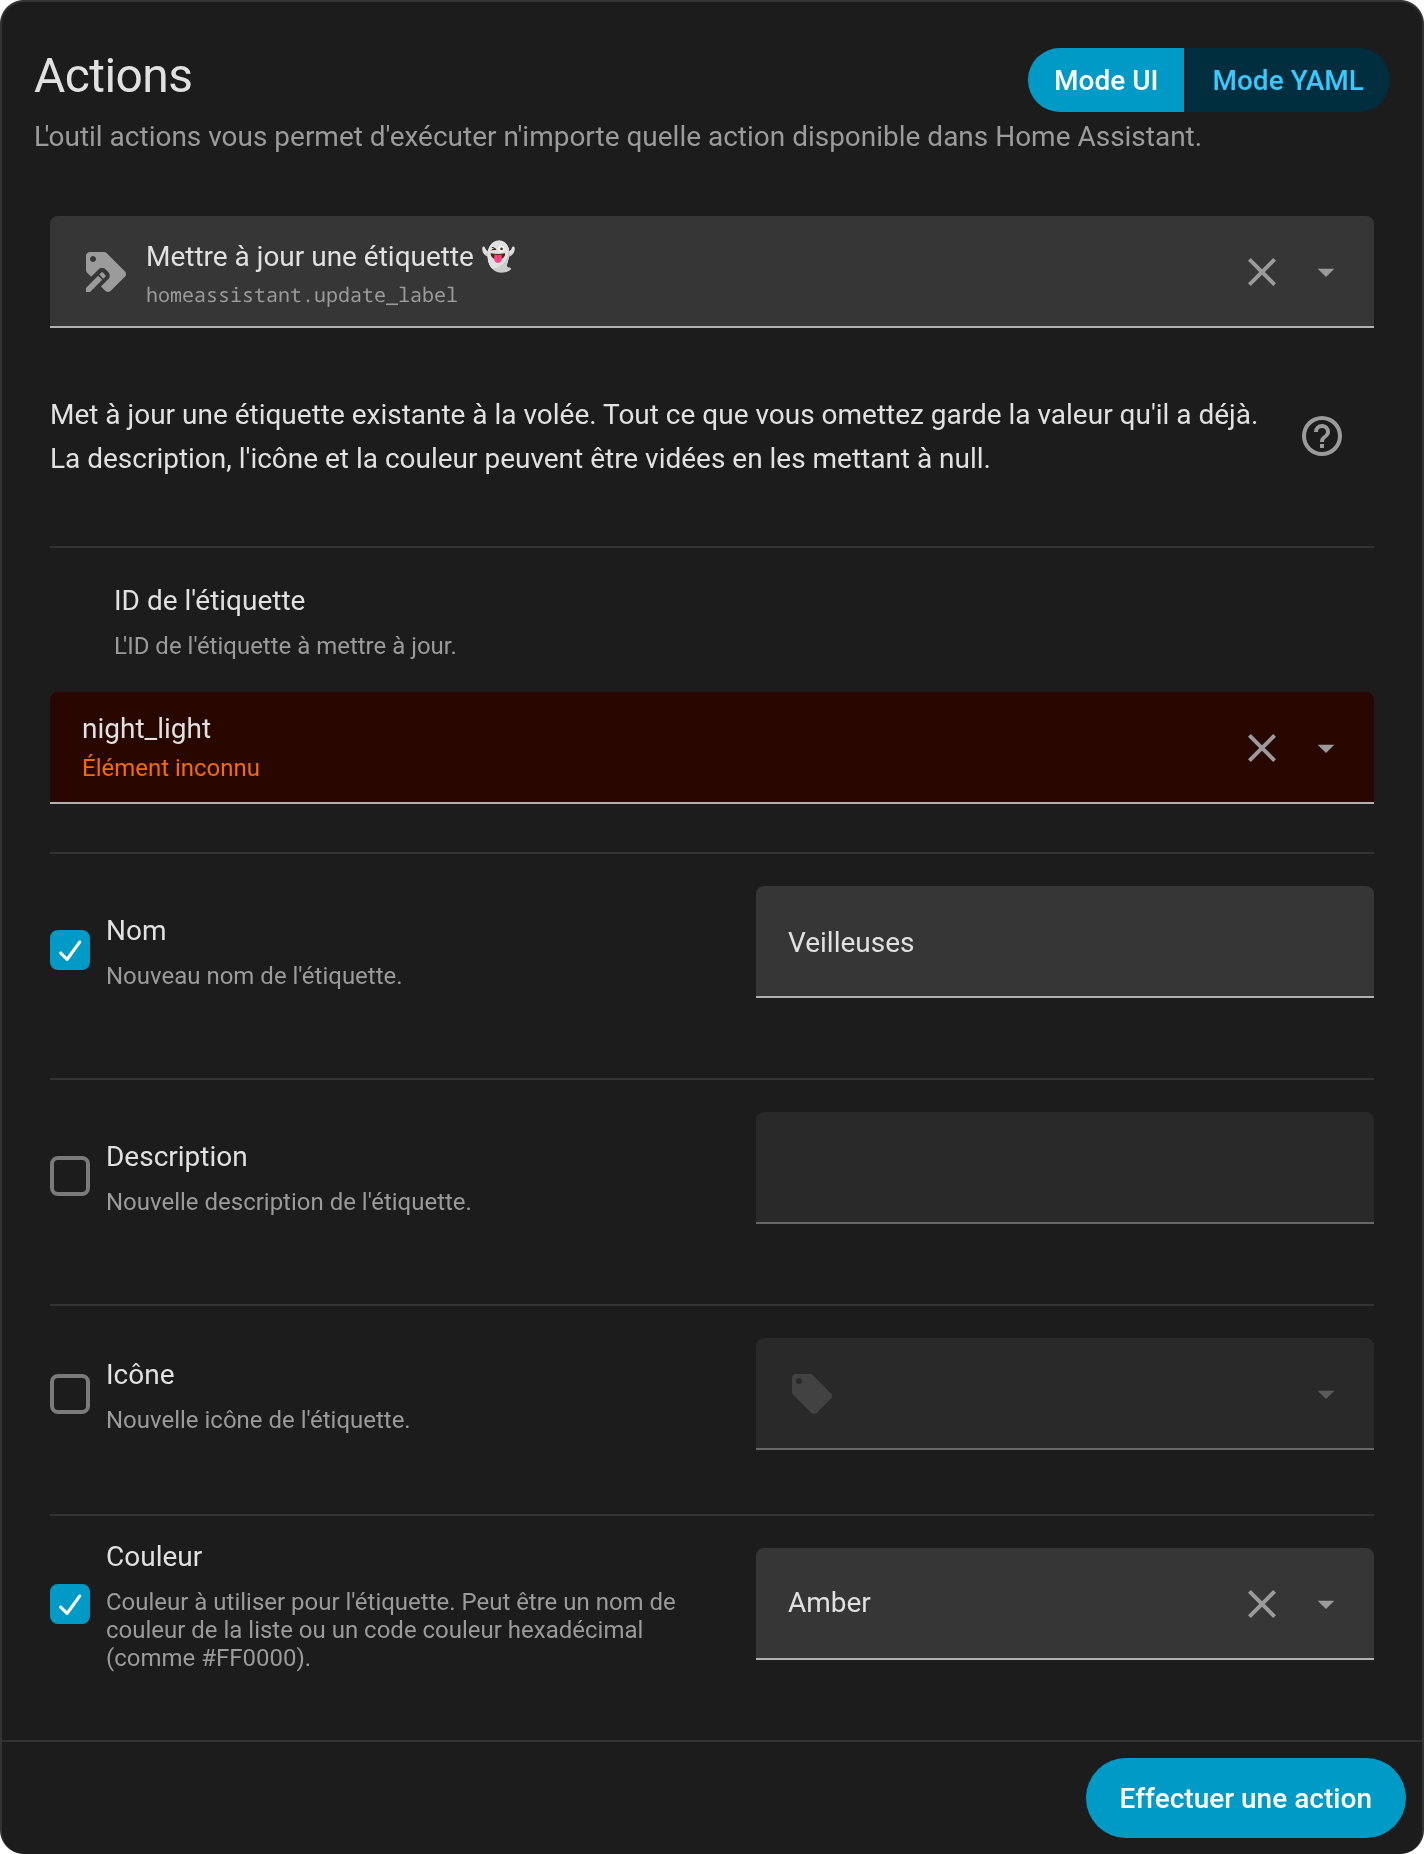 Actions
Mode UI
Mode YAML
L'outil actions vous permet d'exécuter n'importe quelle action disponible dans Home Assistant.
Mettre à jour une étiquette 👻
homeassistant.update_label
Met à jour une étiquette existante à la volée. Tout ce que vous omettez garde la valeur qu'il a déjà.
La description, l'icône et la couleur peuvent être vidées en les mettant à null.
ID de l'étiquette
L'ID de l'étiquette à mettre à jour.
night_light
Élément inconnu
Nom
Nouveau nom de l'étiquette.
Veilleuses
Description
Nouvelle description de l'étiquette.
Icône
Nouvelle icône de l'étiquette.
Couleur
Couleur à utiliser pour l'étiquette. Peut être un nom de
couleur de la liste ou un code couleur hexadécimal
(comme #FF0000).
Amber
Effectuer une action